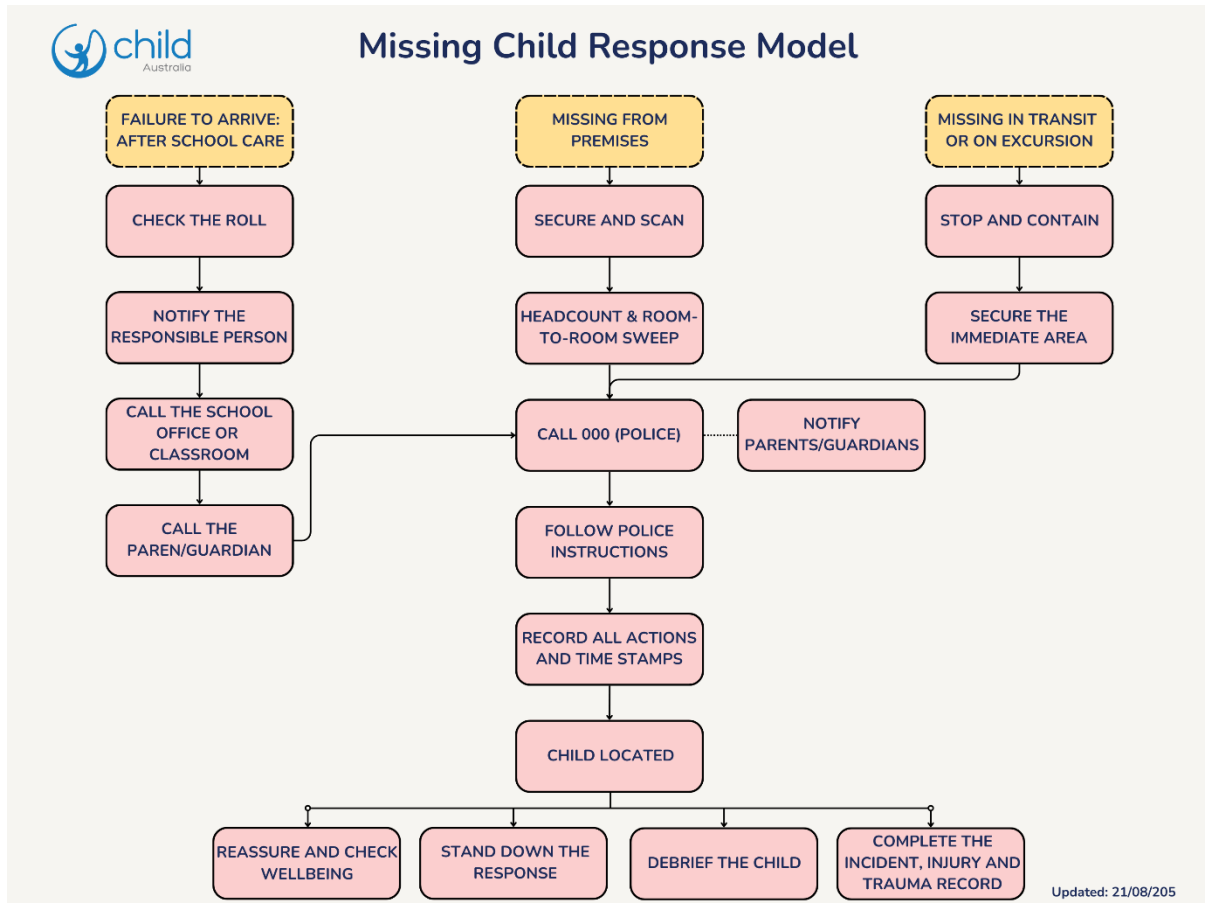 child
Australia
Missing Child Response Model
FAILURE TO ARRIVE:
AFTER SCHOOL CARE
MISSING FROM
PREMISES
MISSING IN TRANSIT
OR ON EXCURSION
CHECK THE ROLL
SECURE AND SCAN
STOP AND CONTAIN
NOTIFY THE
RESPONSIBLE PERSON
HEADCOUNT & ROOM-
TO-ROOM SWEEP
SECURE THE
IMMEDIATE AREA
CALL THE SCHOOL
OFFICE OR
CLASSROOM
CALL 000 (POLICE)
NOTIFY
PARENTS/GUARDIANS
CALL THE
PAREN/GUARDIAN
FOLLOW POLICE
INSTRUCTIONS
RECORD ALL ACTIONS
AND TIME STAMPS
CHILD LOCATED
REASSURE AND CHECK
WELLBEING
STAND DOWN THE
RESPONSE
DEBRIEF THE CHILD
COMPLETE THE
INCIDENT, INJURY AND
TRAUMA RECORD
Updated: 21/08/205